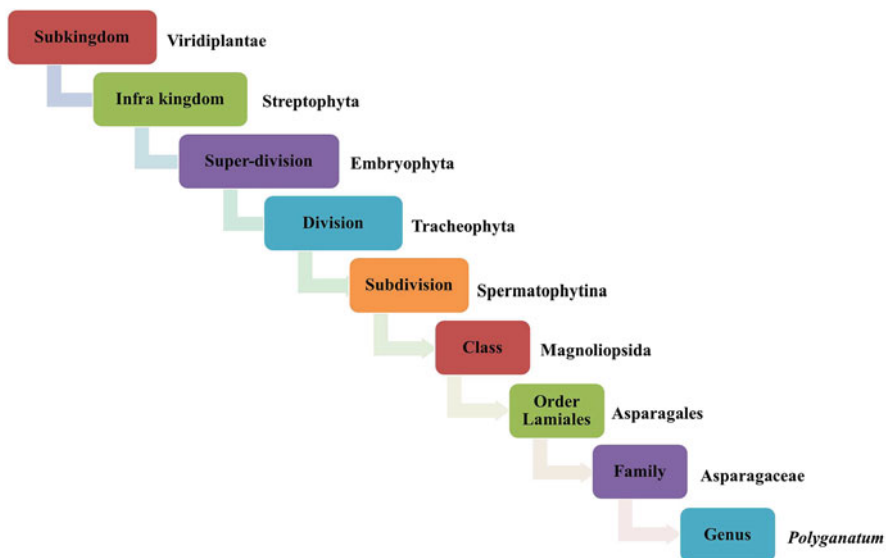 Subkingdom Viridiplantae
Infra kingdom Streptophyta
Super-division Embryophyta
Division Tracheophyta
Subdivision Spermatophytina
Class Magnoliopsida
Order
Lamiales Asparagales
Family Asparagaceae
Genus Polyganatum